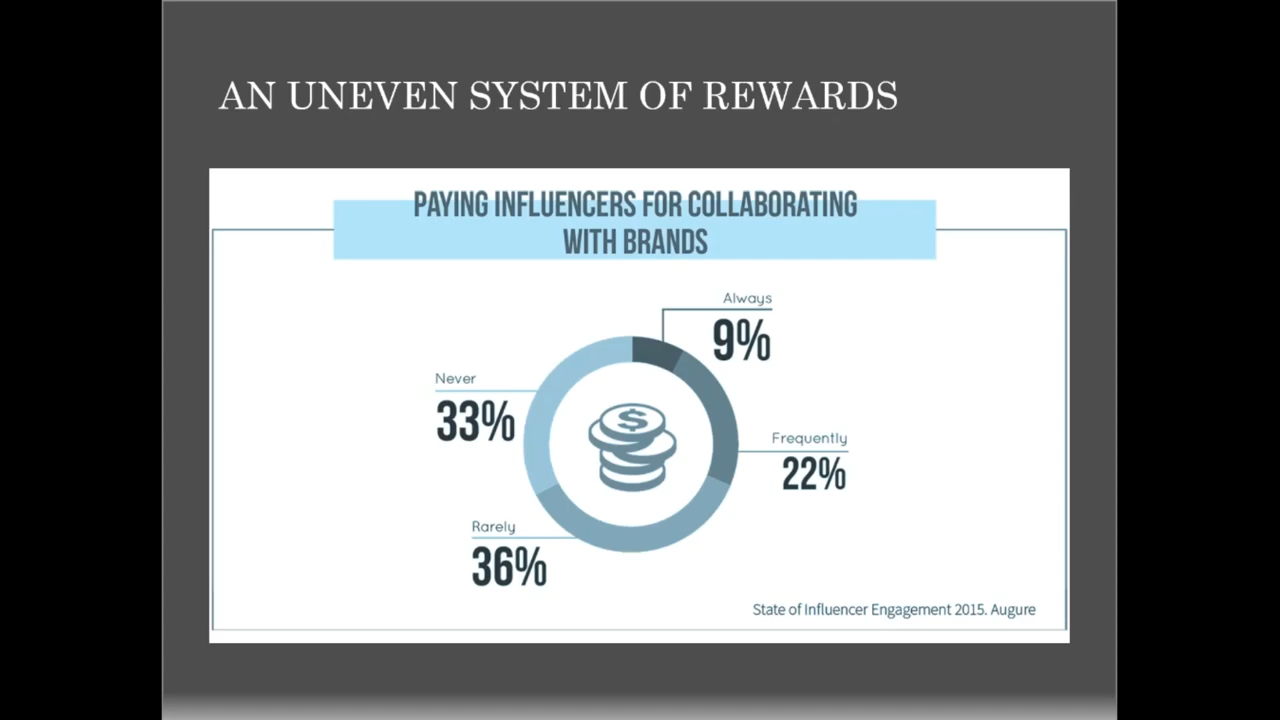 AN UNEVEN SYSTEM OF REWARDS
PAYING INFLUENCERS FOR COLLABORATING
WITH BRANDS
Always
9%
Never
33%
Frequently
22%
Rarely
36%
$
State of Influencer Engagement 2015. Augure